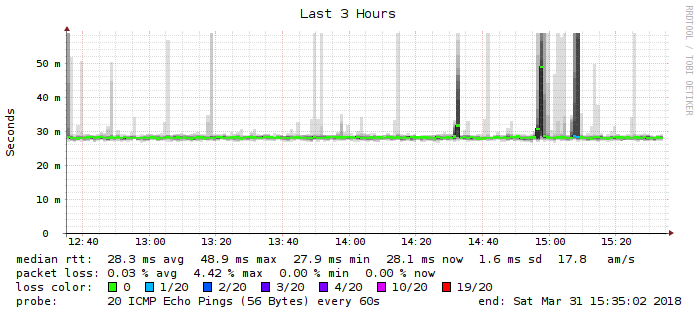 Last 3 Hours
RRDTOOL / TOBI OETIKER
Seconds
50 m
40 m
30 m
20 m
10 m
0
12:40 13:00 13:20 13:40 14:00 14:20 14:40 15:00 15:20
median rtt: 28.3 ms avg 48.9 ms max 27.9 ms min 28.1 ms now 1.6 ms sd 17.8 am/s
packet loss: 0.03 % avg 4.42 % max 0.00 % min 0.00 % now
loss color: 0 1/20 2/20 3/20 4/20 10/20 19/20
probe: 20 ICMP Echo Pings (56 Bytes) every 60s end: Sat Mar 31 15:35:02 2018